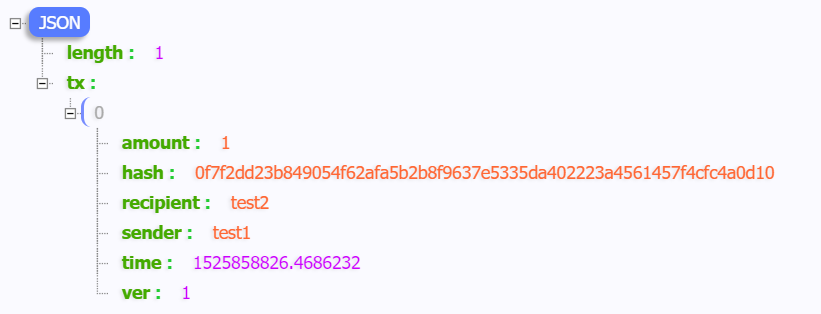 JSON
length : 1
tx :
0
amount : 1
hash : 0f7f2dd23b849054f62afa5b2b8f9637e5335da402223a4561457f4cfc4a0d10
recipient : test2
sender : test1
time : 1525858826.4686232
ver : 1